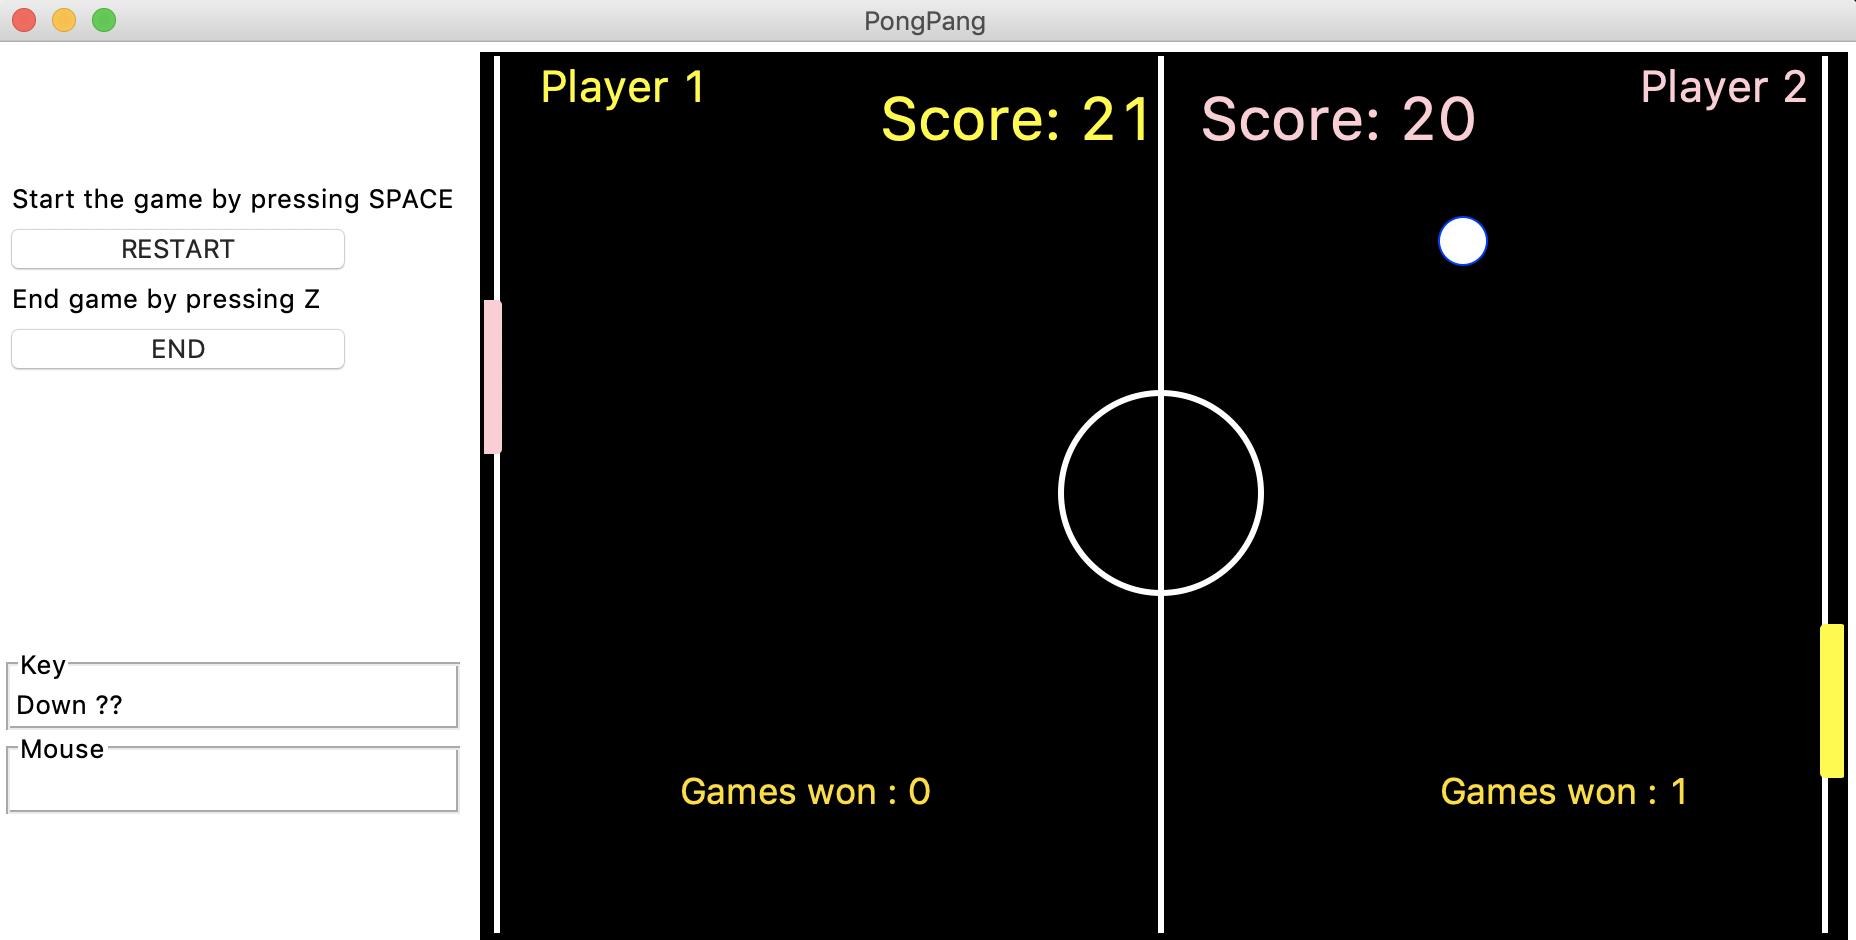 PongPang
Player 1
Score: 21
Score: 20
Player 2
Start the game by pressing SPACE
RESTART
End game by pressing Z
END
Key
Down ??
Mouse
Games won : 0
Games won : 1